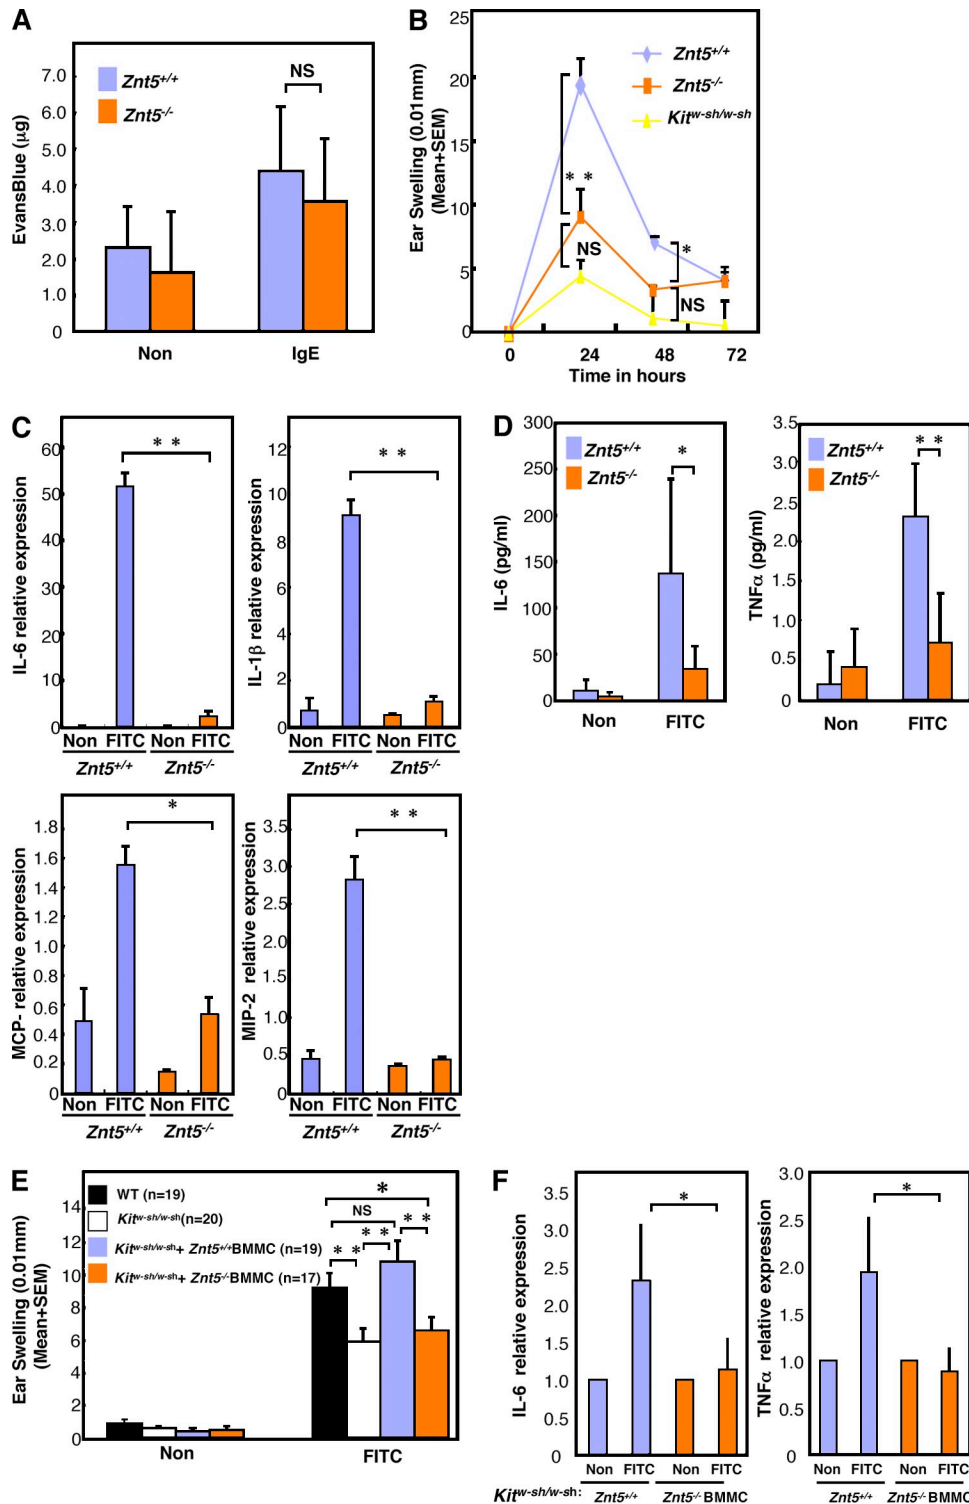 A
EvansBlue (µg)
7.0
6.0
5.0
4.0
3.0
2.0
1.0
0
Znt5+/+
Znt5-/-
NS
Non IgE
B
Ear Swelling (0.01mm)
(Mean+SEM)
25
20
15
10
5
0
Znt5+/+
Znt5-/-
Kitw-sh/w-sh
* *
NS
*
NS
0 24 48 72
Time in hours
C
IL-6 relative expression
60
50
40
30
20
10
0
* *
Non FITC Non FITC
Znt5+/+ Znt5-/-
IL-1β relative expression
12
10
8
6
4
2
0
* *
Non FITC Non FITC
Znt5+/+ Znt5-/-
MCP- relative expression
1.8
1.6
1.4
1.2
1.0
0.8
0.6
0.4
0.2
0
*
Non FITC Non FITC
Znt5+/+ Znt5-/-
MIP-2 relative expression
3.5
3.0
2.5
2.0
1.5
1.0
0.5
0
* *
Non FITC Non FITC
Znt5+/+ Znt5-/-
D
IL-6 (pg/ml)
300
250
200
150
100
50
0
Znt5+/+
Znt5-/-
*
Non FITC
TNFα (pg/ml)
3.5
3.0
2.5
2.0
1.5
1.0
0.5
0
Znt5+/+
Znt5-/-
* *
Non FITC
E
Ear Swelling (0.01mm)
(Mean+SEM)
14
12
10
8
6
4
2
0
WT (n=19)
Kitw-sh/w-sh(n=20)
Kitw-sh/w-sh+ Znt5+/+BMMC (n=19)
Kitw-sh/w-sh+ Znt5-/-BMMC (n=17)
*
NS
* *
* *
* *
Non FITC
F
IL-6 relative expression
3.5
3.0
2.5
2.0
1.5
1.0
0.5
0
*
Non FITC Non FITC
Kitw-sh/w-sh: Znt5+/+ Znt5-/- BMMC
TNFα relative expression
3.0
2.5
2.0
1.5
1.0
0.5
0
*
Non FITC Non FITC
Znt5+/+ Znt5-/-BMMC